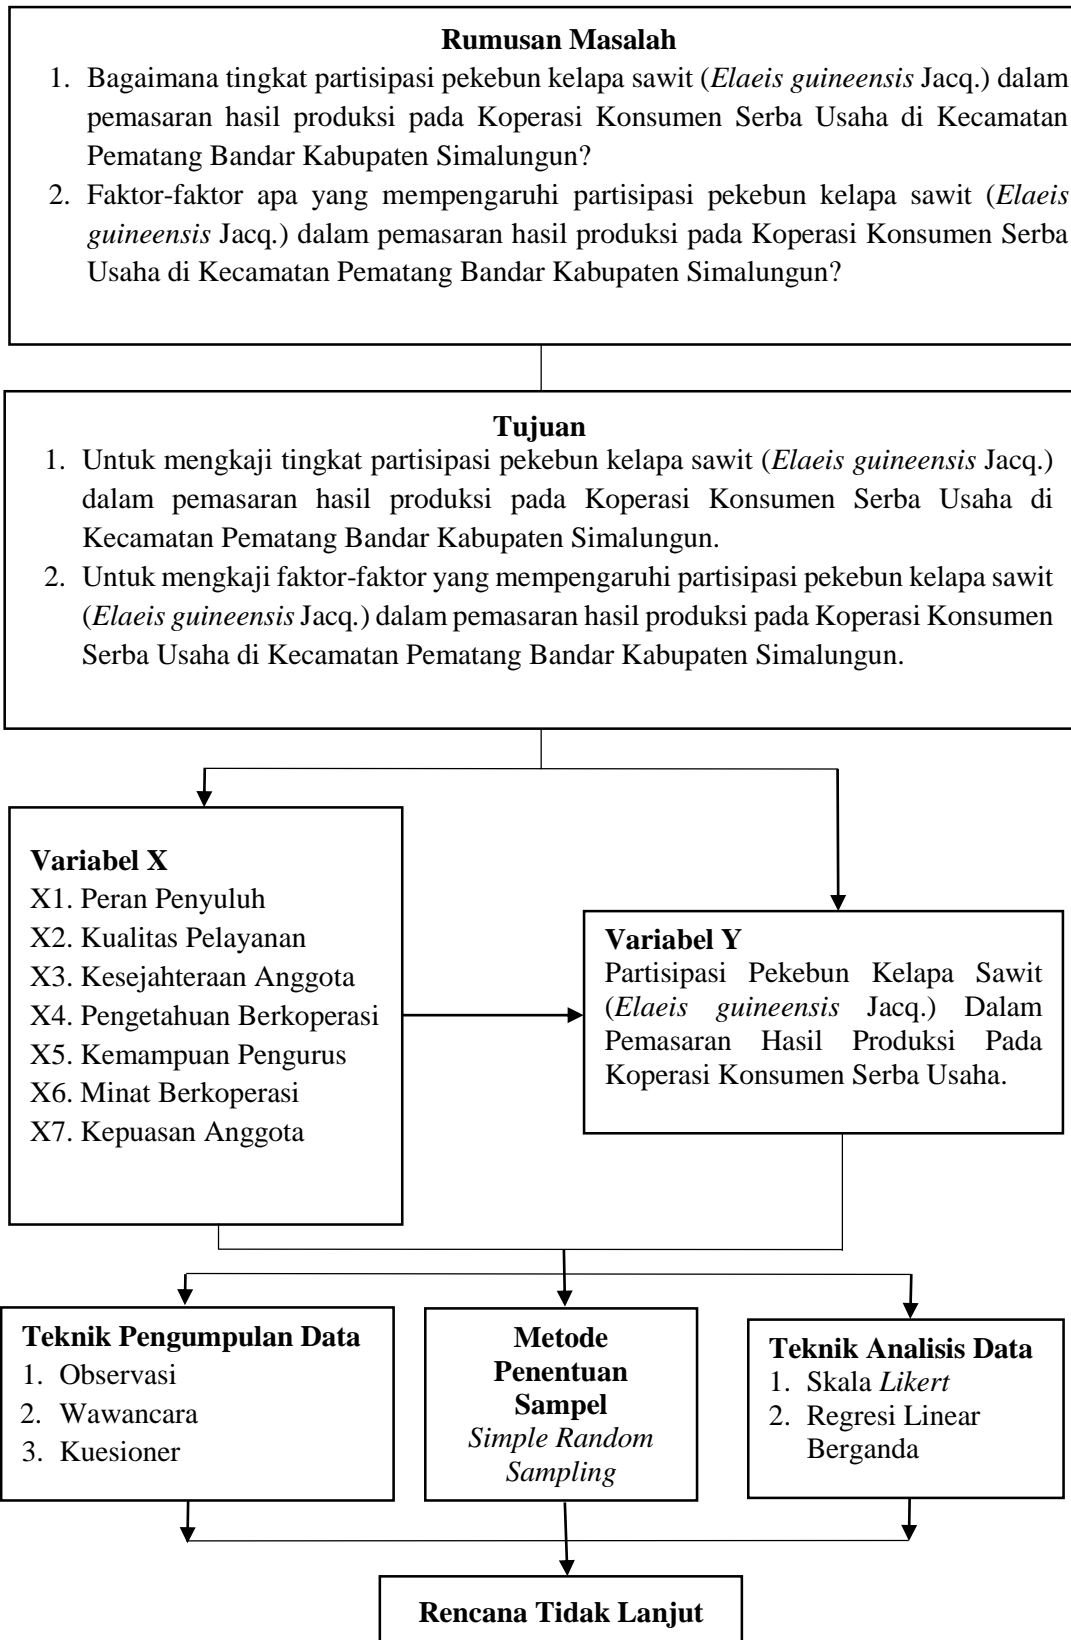 Rumusan Masalah
1. Bagaimana tingkat partisipasi pekebun kelapa sawit (Elaeis guineensis Jacq.) dalam
pemasaran hasil produksi pada Koperasi Konsumen Serba Usaha di Kecamatan
Pematang Bandar Kabupaten Simalungun?
2. Faktor-faktor apa yang mempengaruhi partisipasi pekebun kelapa sawit (Elaeis
guineensis Jacq.) dalam pemasaran hasil produksi pada Koperasi Konsumen Serba
Usaha di Kecamatan Pematang Bandar Kabupaten Simalungun?
Tujuan
1. Untuk mengkaji tingkat partisipasi pekebun kelapa sawit (Elaeis guineensis Jacq.)
dalam pemasaran hasil produksi pada Koperasi Konsumen Serba Usaha di
Kecamatan Pematang Bandar Kabupaten Simalungun.
2. Untuk mengkaji faktor-faktor yang mempengaruhi partisipasi pekebun kelapa sawit
(Elaeis guineensis Jacq.) dalam pemasaran hasil produksi pada Koperasi Konsumen
Serba Usaha di Kecamatan Pematang Bandar Kabupaten Simalungun.
Variabel X
X1. Peran Penyuluh
X2. Kualitas Pelayanan
X3. Kesejahteraan Anggota
X4. Pengetahuan Berkoperasi
X5. Kemampuan Pengurus
X6. Minat Berkoperasi
X7. Kepuasan Anggota
Variabel Y
Partisipasi Pekebun Kelapa Sawit
(Elaeis guineensis Jacq.) Dalam
Pemasaran Hasil Produksi Pada
Koperasi Konsumen Serba Usaha.
Teknik Pengumpulan Data
1. Observasi
2. Wawancara
3. Kuesioner
Metode
Penentuan
Sampel
Simple Random
Sampling
Teknik Analisis Data
1. Skala Likert
2. Regresi Linear
Berganda
Rencana Tidak Lanjut